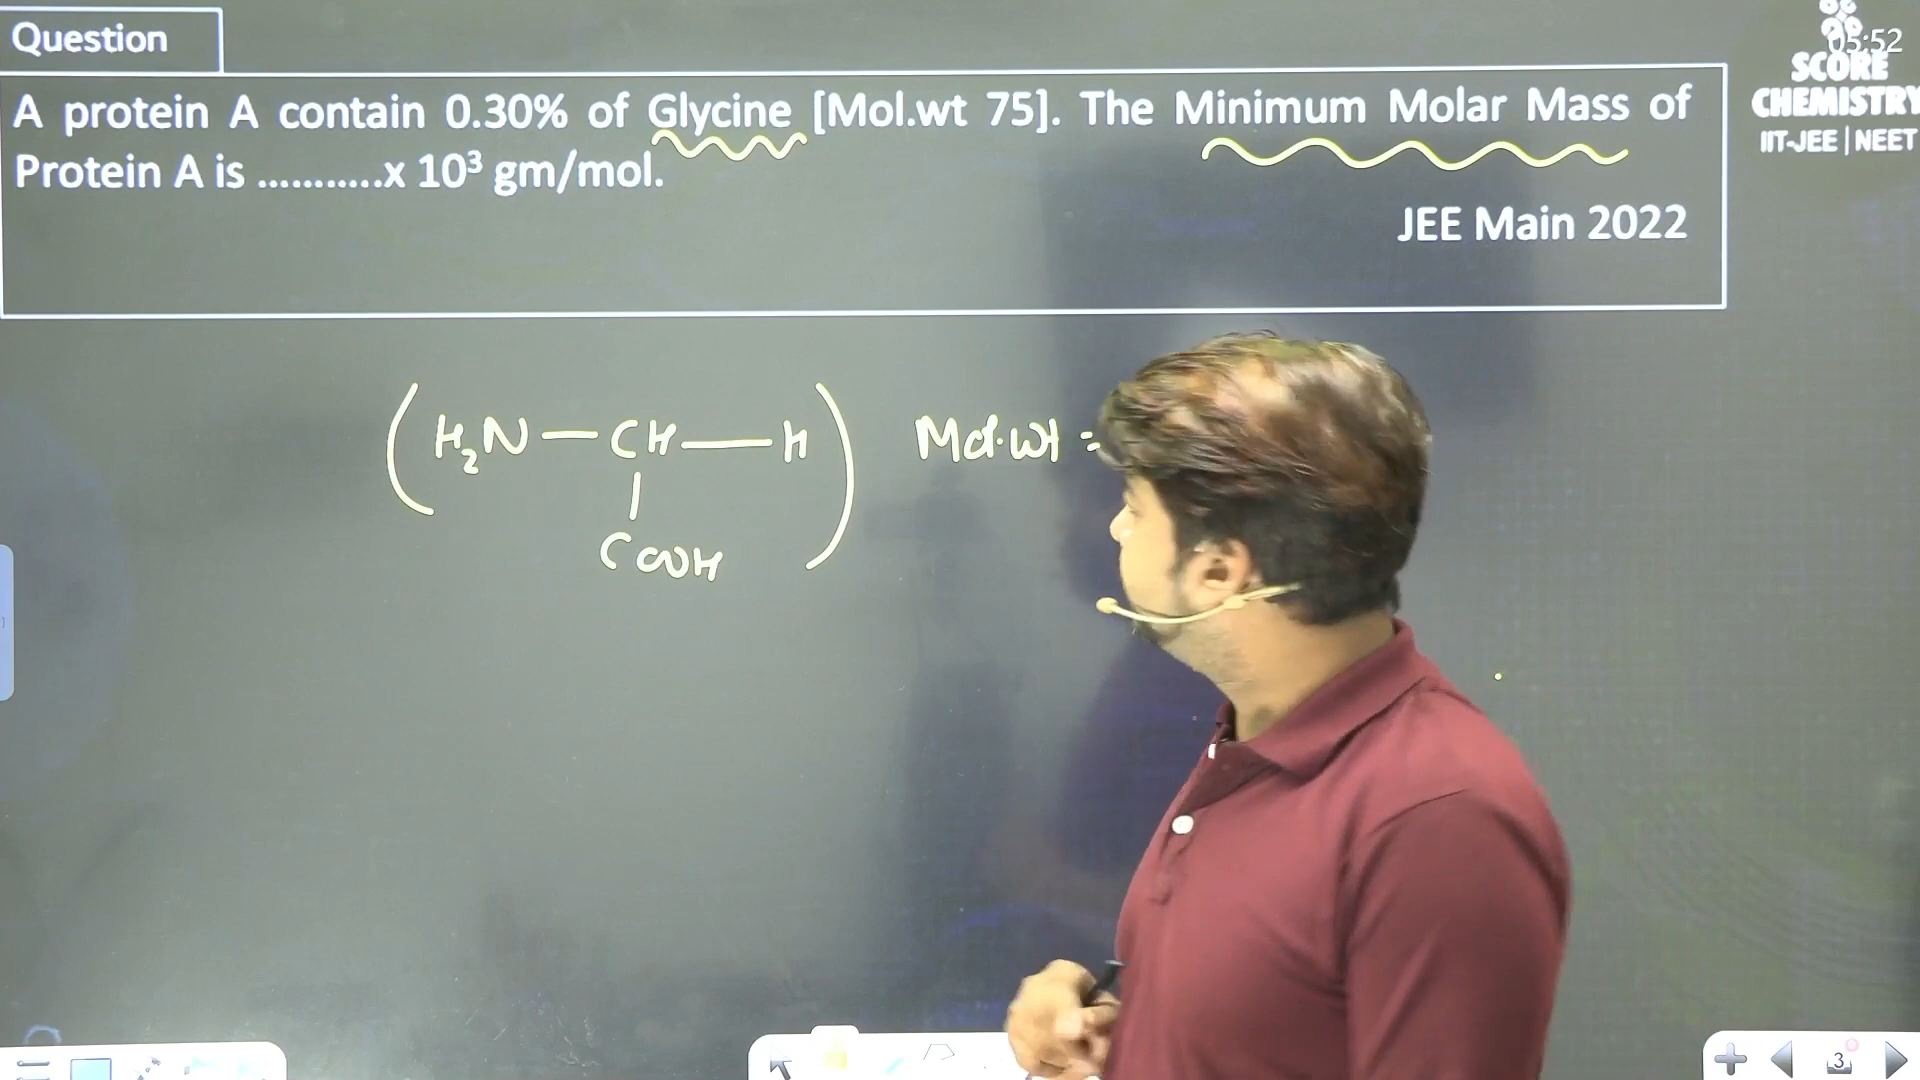 Question
05:52
SCORE
CHEMISTRY
IIT-JEE | NEET
A protein A contain 0.30% of Glycine [Mol.wt 75]. The Minimum Molar Mass of
Protein A is ...........x 10³ gm/mol.
JEE Main 2022
H₂N — CH — H Mol.wt =
COOH
3